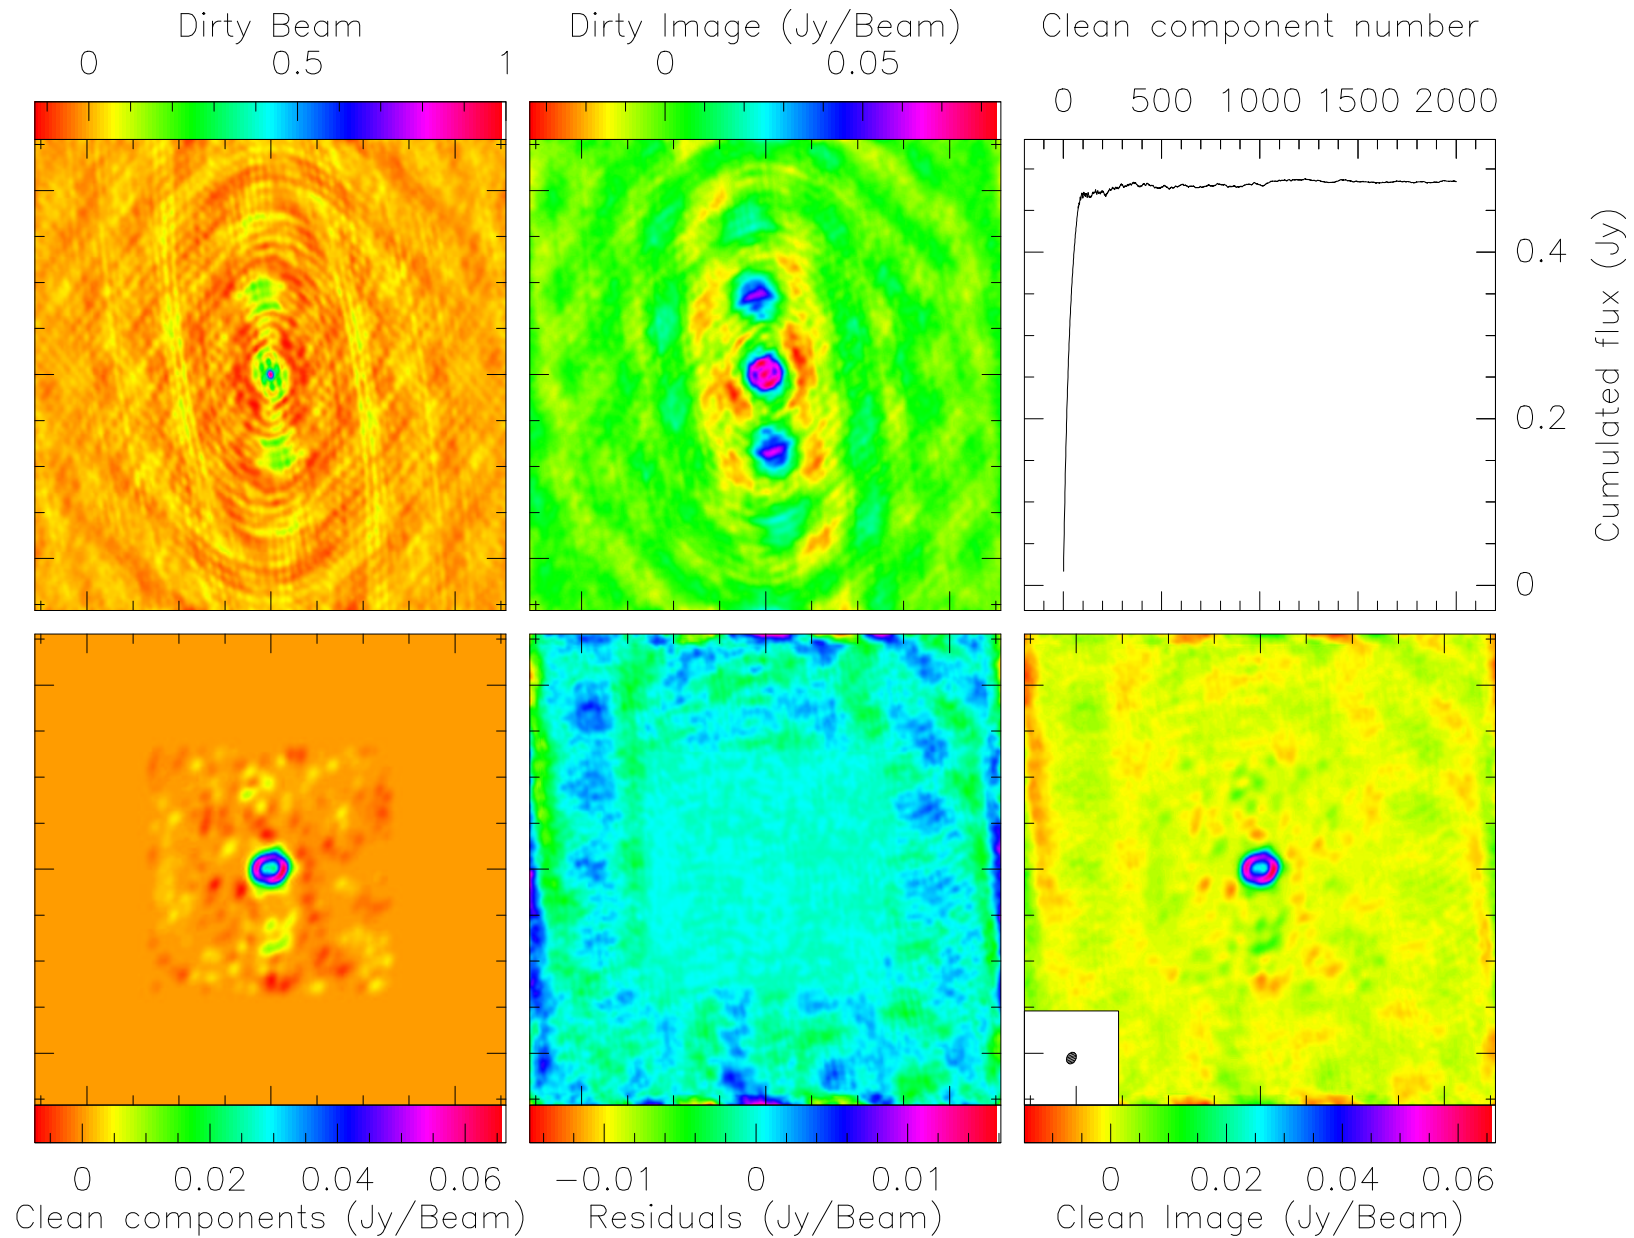 Dirty Beam
0 0.5 1
Dirty Image (Jy/Beam)
0 0.05
Clean component number
0 500 1000 1500 2000
0.4
0.2
0
Cumulated flux (Jy)
0 0.02 0.04 0.06
Clean components (Jy/Beam)
−0.01 0 0.01
Residuals (Jy/Beam)
0 0.02 0.04 0.06
Clean Image (Jy/Beam)